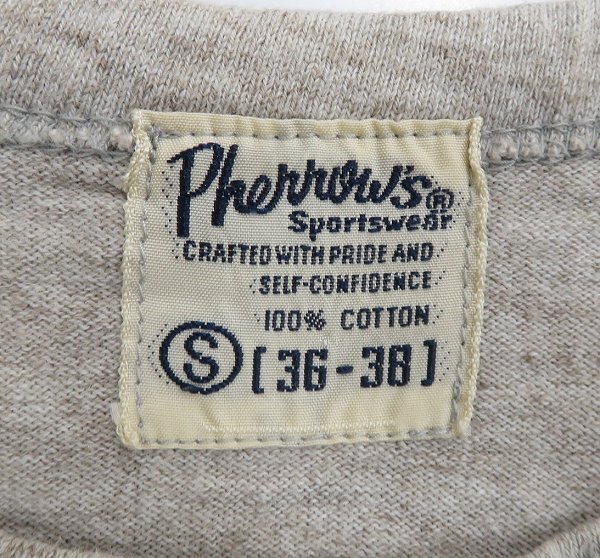 Pherrow's®
Sportswear
CRAFTED WITH PRIDE AND
SELF-CONFIDENCE
100% COTTON
S [36-38]